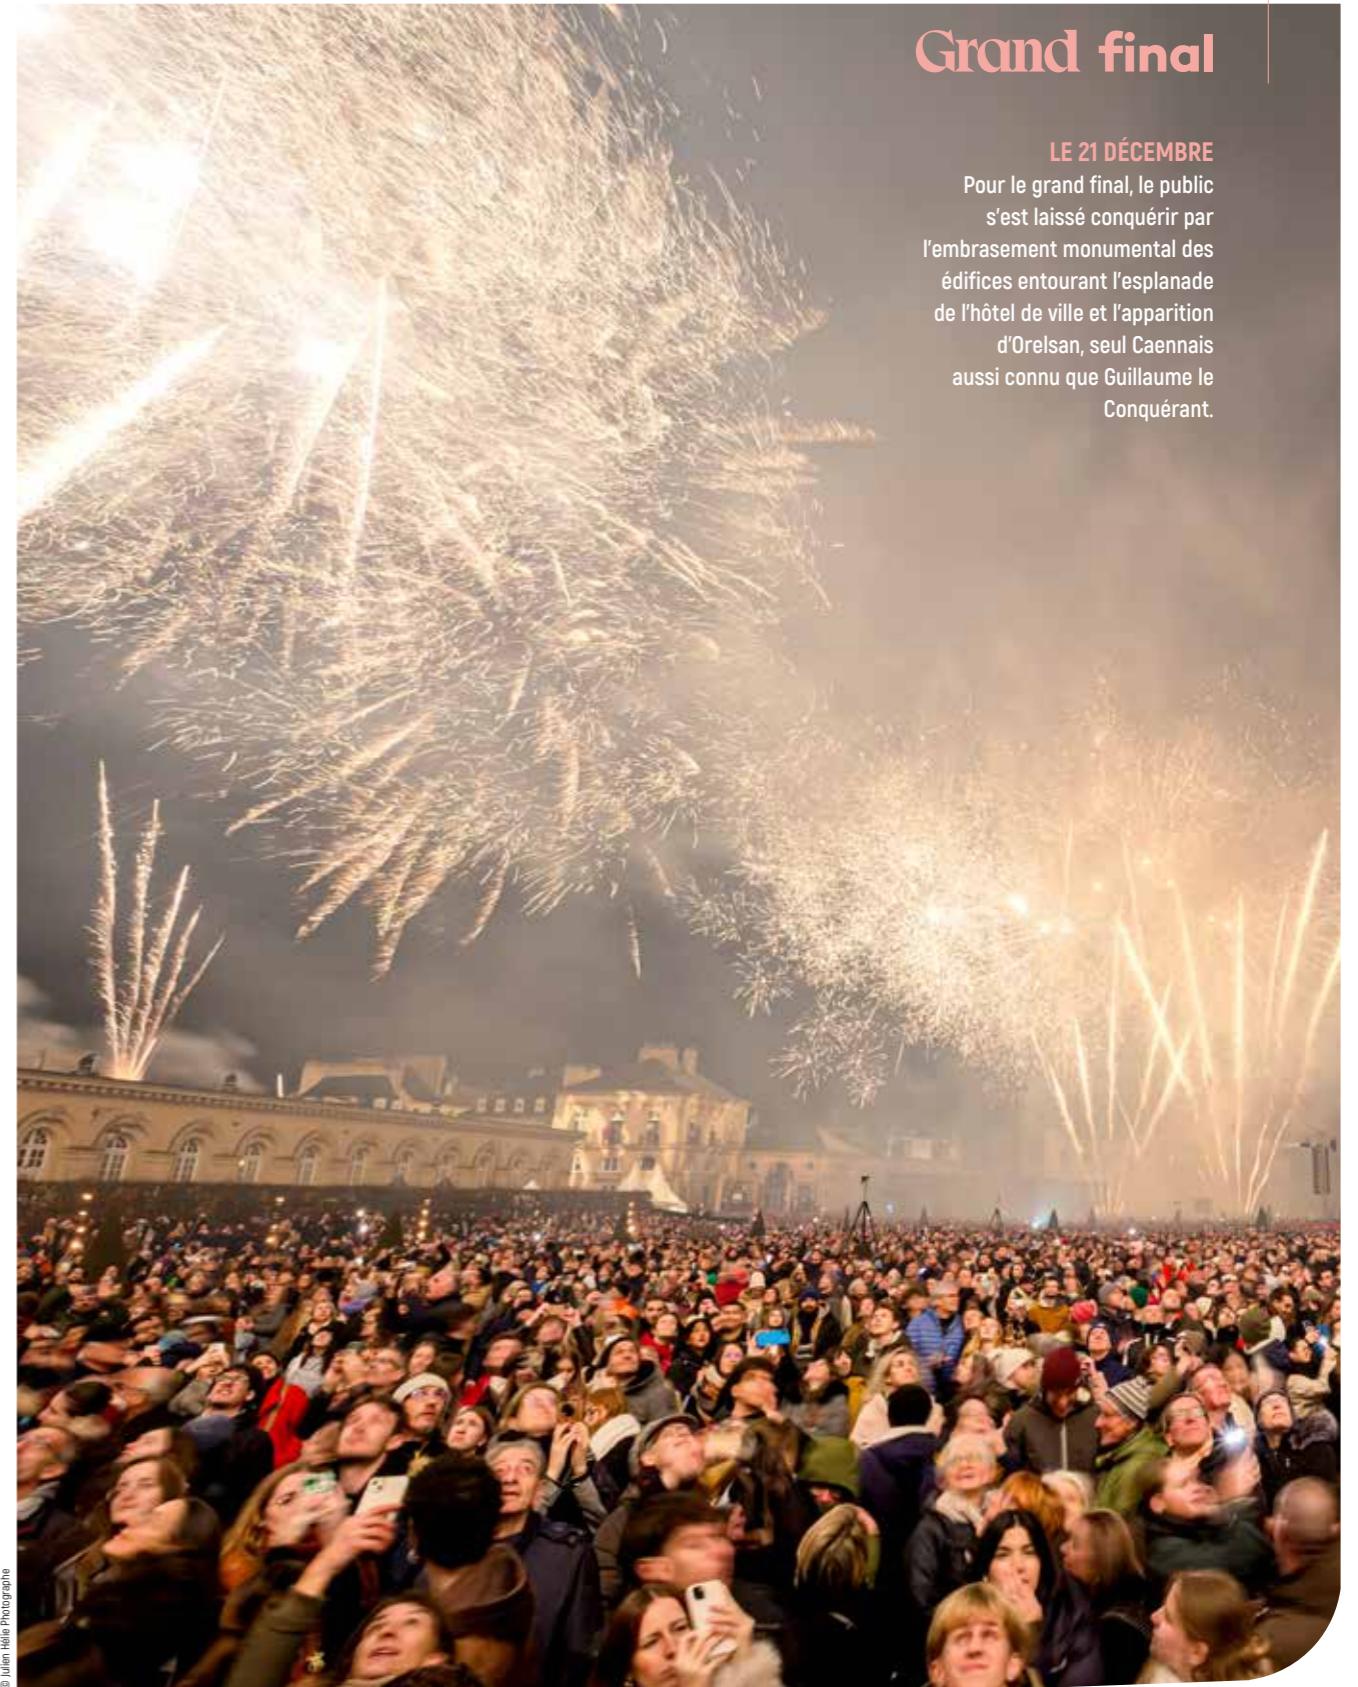 Grand final
LE 21 DÉCEMBRE
Pour le grand final, le public
s'est laissé conquérir par
l'embrasement monumental des
édifices entourant l'esplanade
de l'hôtel de ville et l'apparition
d'Orelsan, seul Caennais
aussi connu que Guillaume le
Conquérant.
© Julien Hélie Photographe